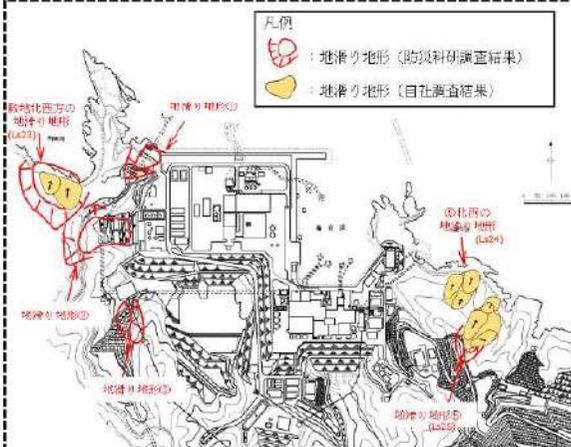 凡例
：地滑り地形（防災科研調査結果）
：地滑り地形（自社調査結果）
敷地北西方の
地滑り地形
(Ls23)
地滑り地形①
地滑り地形②
地滑り地形③
⑤北西の
地滑り地形
(Ls24)
地滑り地形⑤
(Ls25)